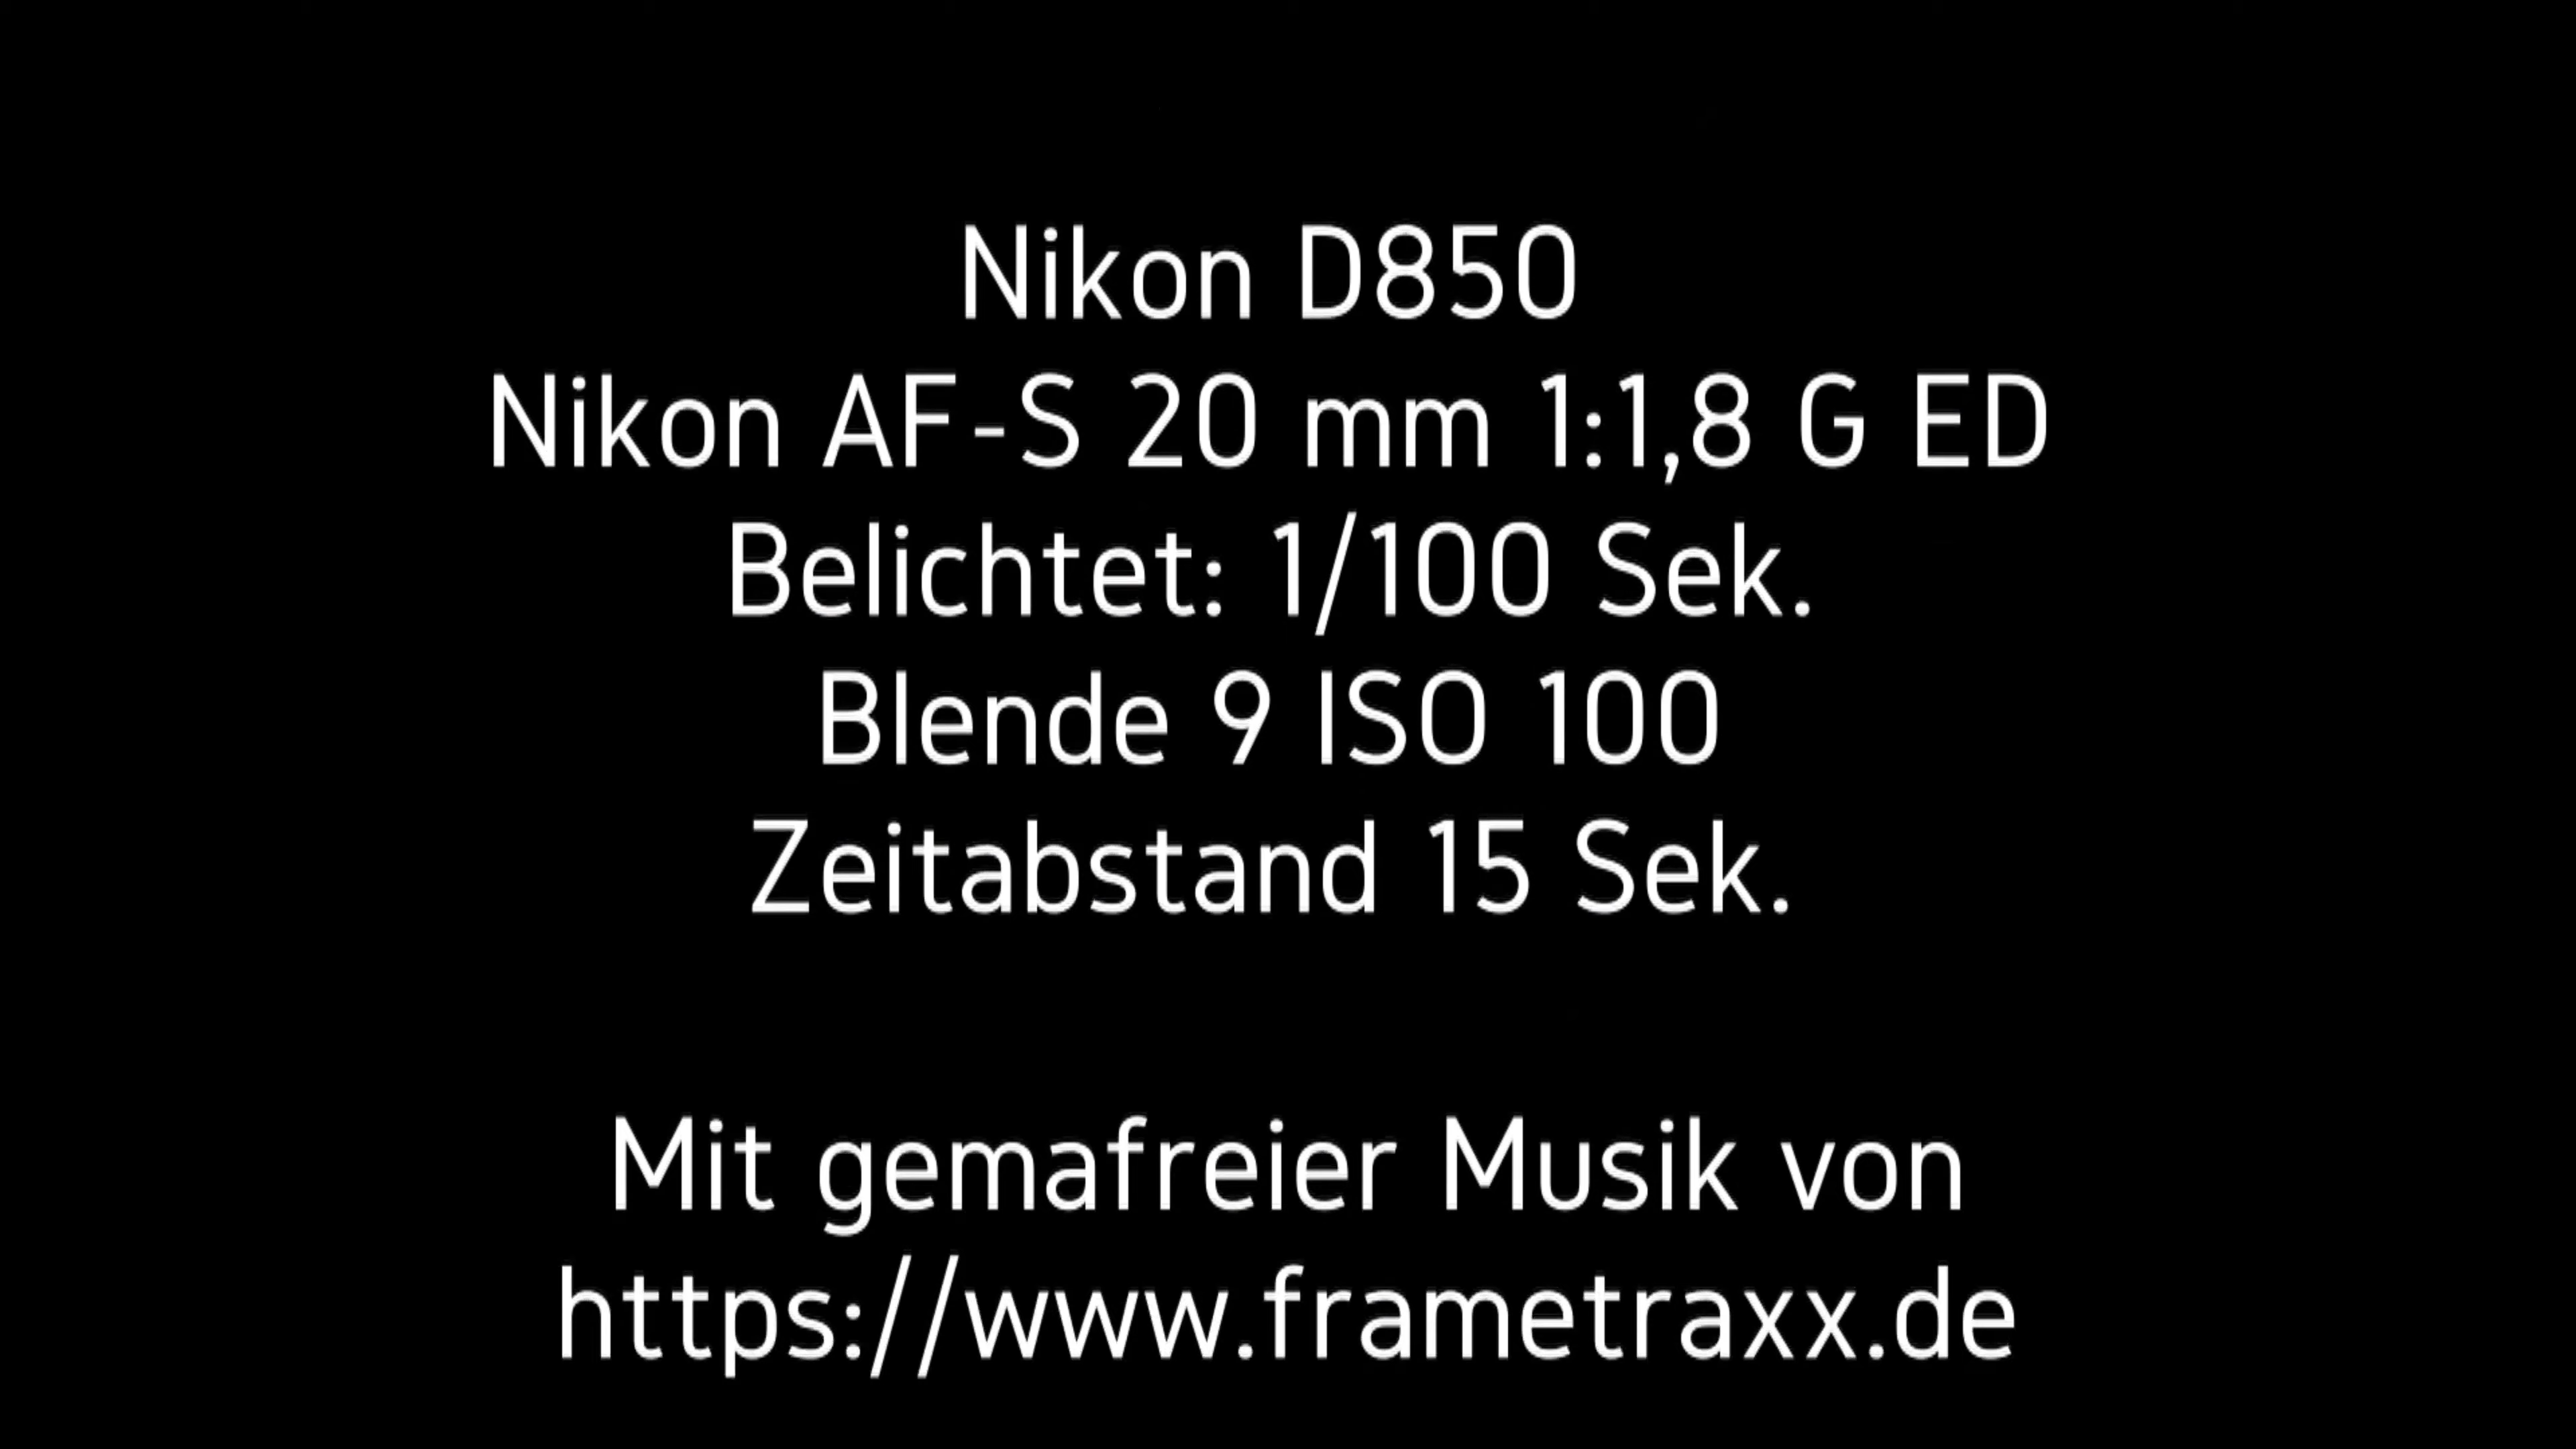 Nikon D850
Nikon AF-S 20 mm 1:1,8 G ED
Belichtet: 1/100 Sek.
Blende 9 ISO 100
Zeitabstand 15 Sek.
Mit gemafreier Musik von
https://www.frametraxx.de